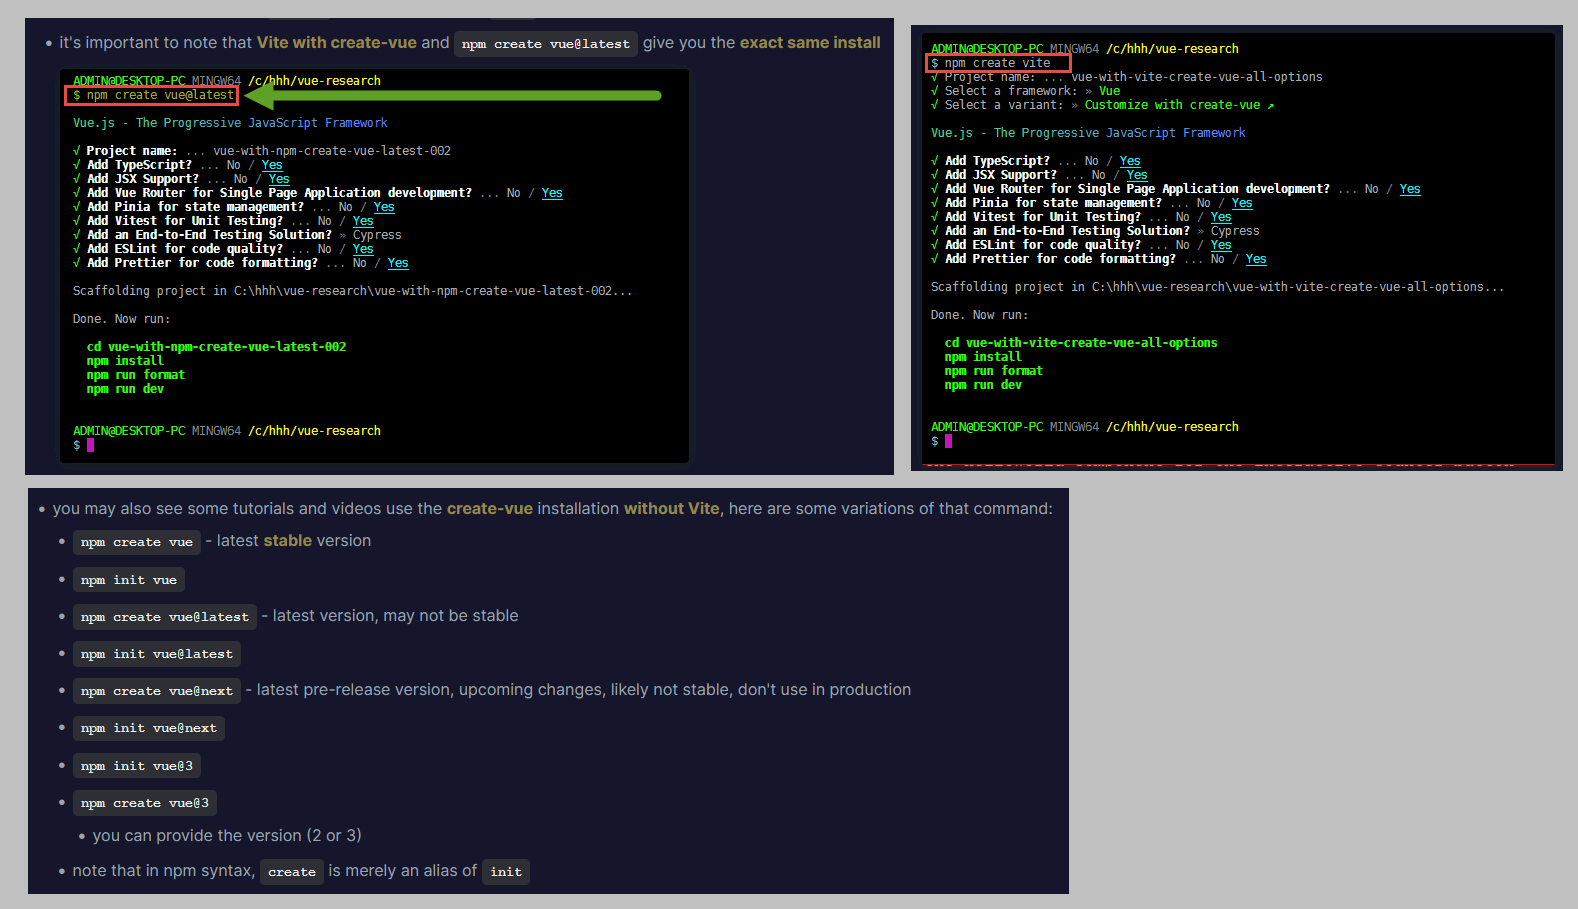 • it's important to note that Vite with create-vue and npm create vue@latest give you the exact same install
ADMIN@DESKTOP-PC MINGW64 /c/hhh/vue-research
$ npm create vue@latest
Vue.js - The Progressive JavaScript Framework
√ Project name: ... vue-with-npm-create-vue-latest-002
√ Add TypeScript? ... No / Yes
√ Add JSX Support? ... No / Yes
√ Add Vue Router for Single Page Application development? ... No / Yes
√ Add Pinia for state management? ... No / Yes
√ Add Vitest for Unit Testing? ... No / Yes
√ Add an End-to-End Testing Solution? » Cypress
√ Add ESLint for code quality? ... No / Yes
√ Add Prettier for code formatting? ... No / Yes
Scaffolding project in C:\hhh\vue-research\vue-with-npm-create-vue-latest-002...
Done. Now run:
cd vue-with-npm-create-vue-latest-002
npm install
npm run format
npm run dev
ADMIN@DESKTOP-PC MINGW64 /c/hhh/vue-research
$
ADMIN@DESKTOP-PC MINGW64 /c/hhh/vue-research
$ npm create vite
√ Project name: ... vue-with-vite-create-vue-all-options
√ Select a framework: » Vue
√ Select a variant: » Customize with create-vue ↗
Vue.js - The Progressive JavaScript Framework
√ Add TypeScript? ... No / Yes
√ Add JSX Support? ... No / Yes
√ Add Vue Router for Single Page Application development? ... No / Yes
√ Add Pinia for state management? ... No / Yes
√ Add Vitest for Unit Testing? ... No / Yes
√ Add an End-to-End Testing Solution? » Cypress
√ Add ESLint for code quality? ... No / Yes
√ Add Prettier for code formatting? ... No / Yes
Scaffolding project in C:\hhh\vue-research\vue-with-vite-create-vue-all-options...
Done. Now run:
cd vue-with-vite-create-vue-all-options
npm install
npm run format
npm run dev
ADMIN@DESKTOP-PC MINGW64 /c/hhh/vue-research
$
• you may also see some tutorials and videos use the create-vue installation without Vite, here are some variations of that command:
• npm create vue - latest stable version
• npm init vue
• npm create vue@latest - latest version, may not be stable
• npm init vue@latest
• npm create vue@next - latest pre-release version, upcoming changes, likely not stable, don't use in production
• npm init vue@next
• npm init vue@3
• npm create vue@3
• you can provide the version (2 or 3)
• note that in npm syntax, create is merely an alias of init